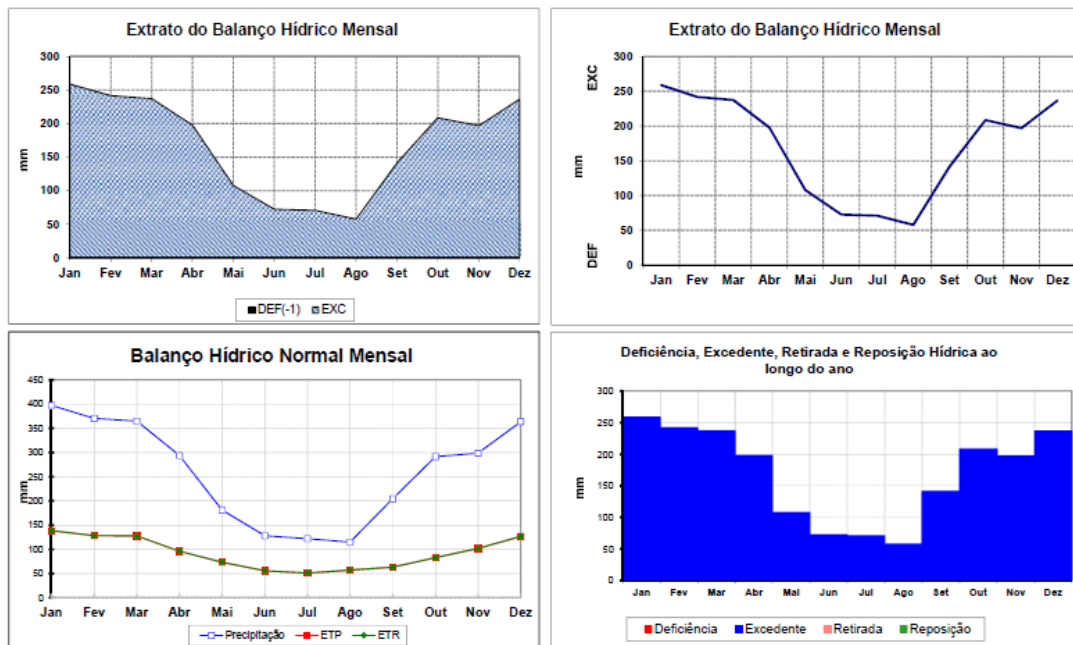 Extrato do Balanço Hídrico Mensal
300
250
200
150
100
50
0
mm
Jan Fev Mar Abr Mai Jun Jul Ago Set Out Nov Dez
DEF(-1) EXC
Extrato do Balanço Hídrico Mensal
300
250
200
150
100
50
0
EXC
mm
DEF
Jan Fev Mar Abr Mai Jun Jul Ago Set Out Nov Dez
Balanço Hídrico Normal Mensal
450
400
350
300
250
200
150
100
50
0
mm
Jan Fev Mar Abr Mai Jun Jul Ago Set Out Nov Dez
Precipitação ETP ETR
Deficiência, Excedente, Retirada e Reposição Hídrica ao
longo do ano
300
250
200
150
100
50
0
mm
Jan Fev Mar Abr Mai Jun Jul Ago Set Out Nov Dez
Deficiência Excedente Retirada Reposição